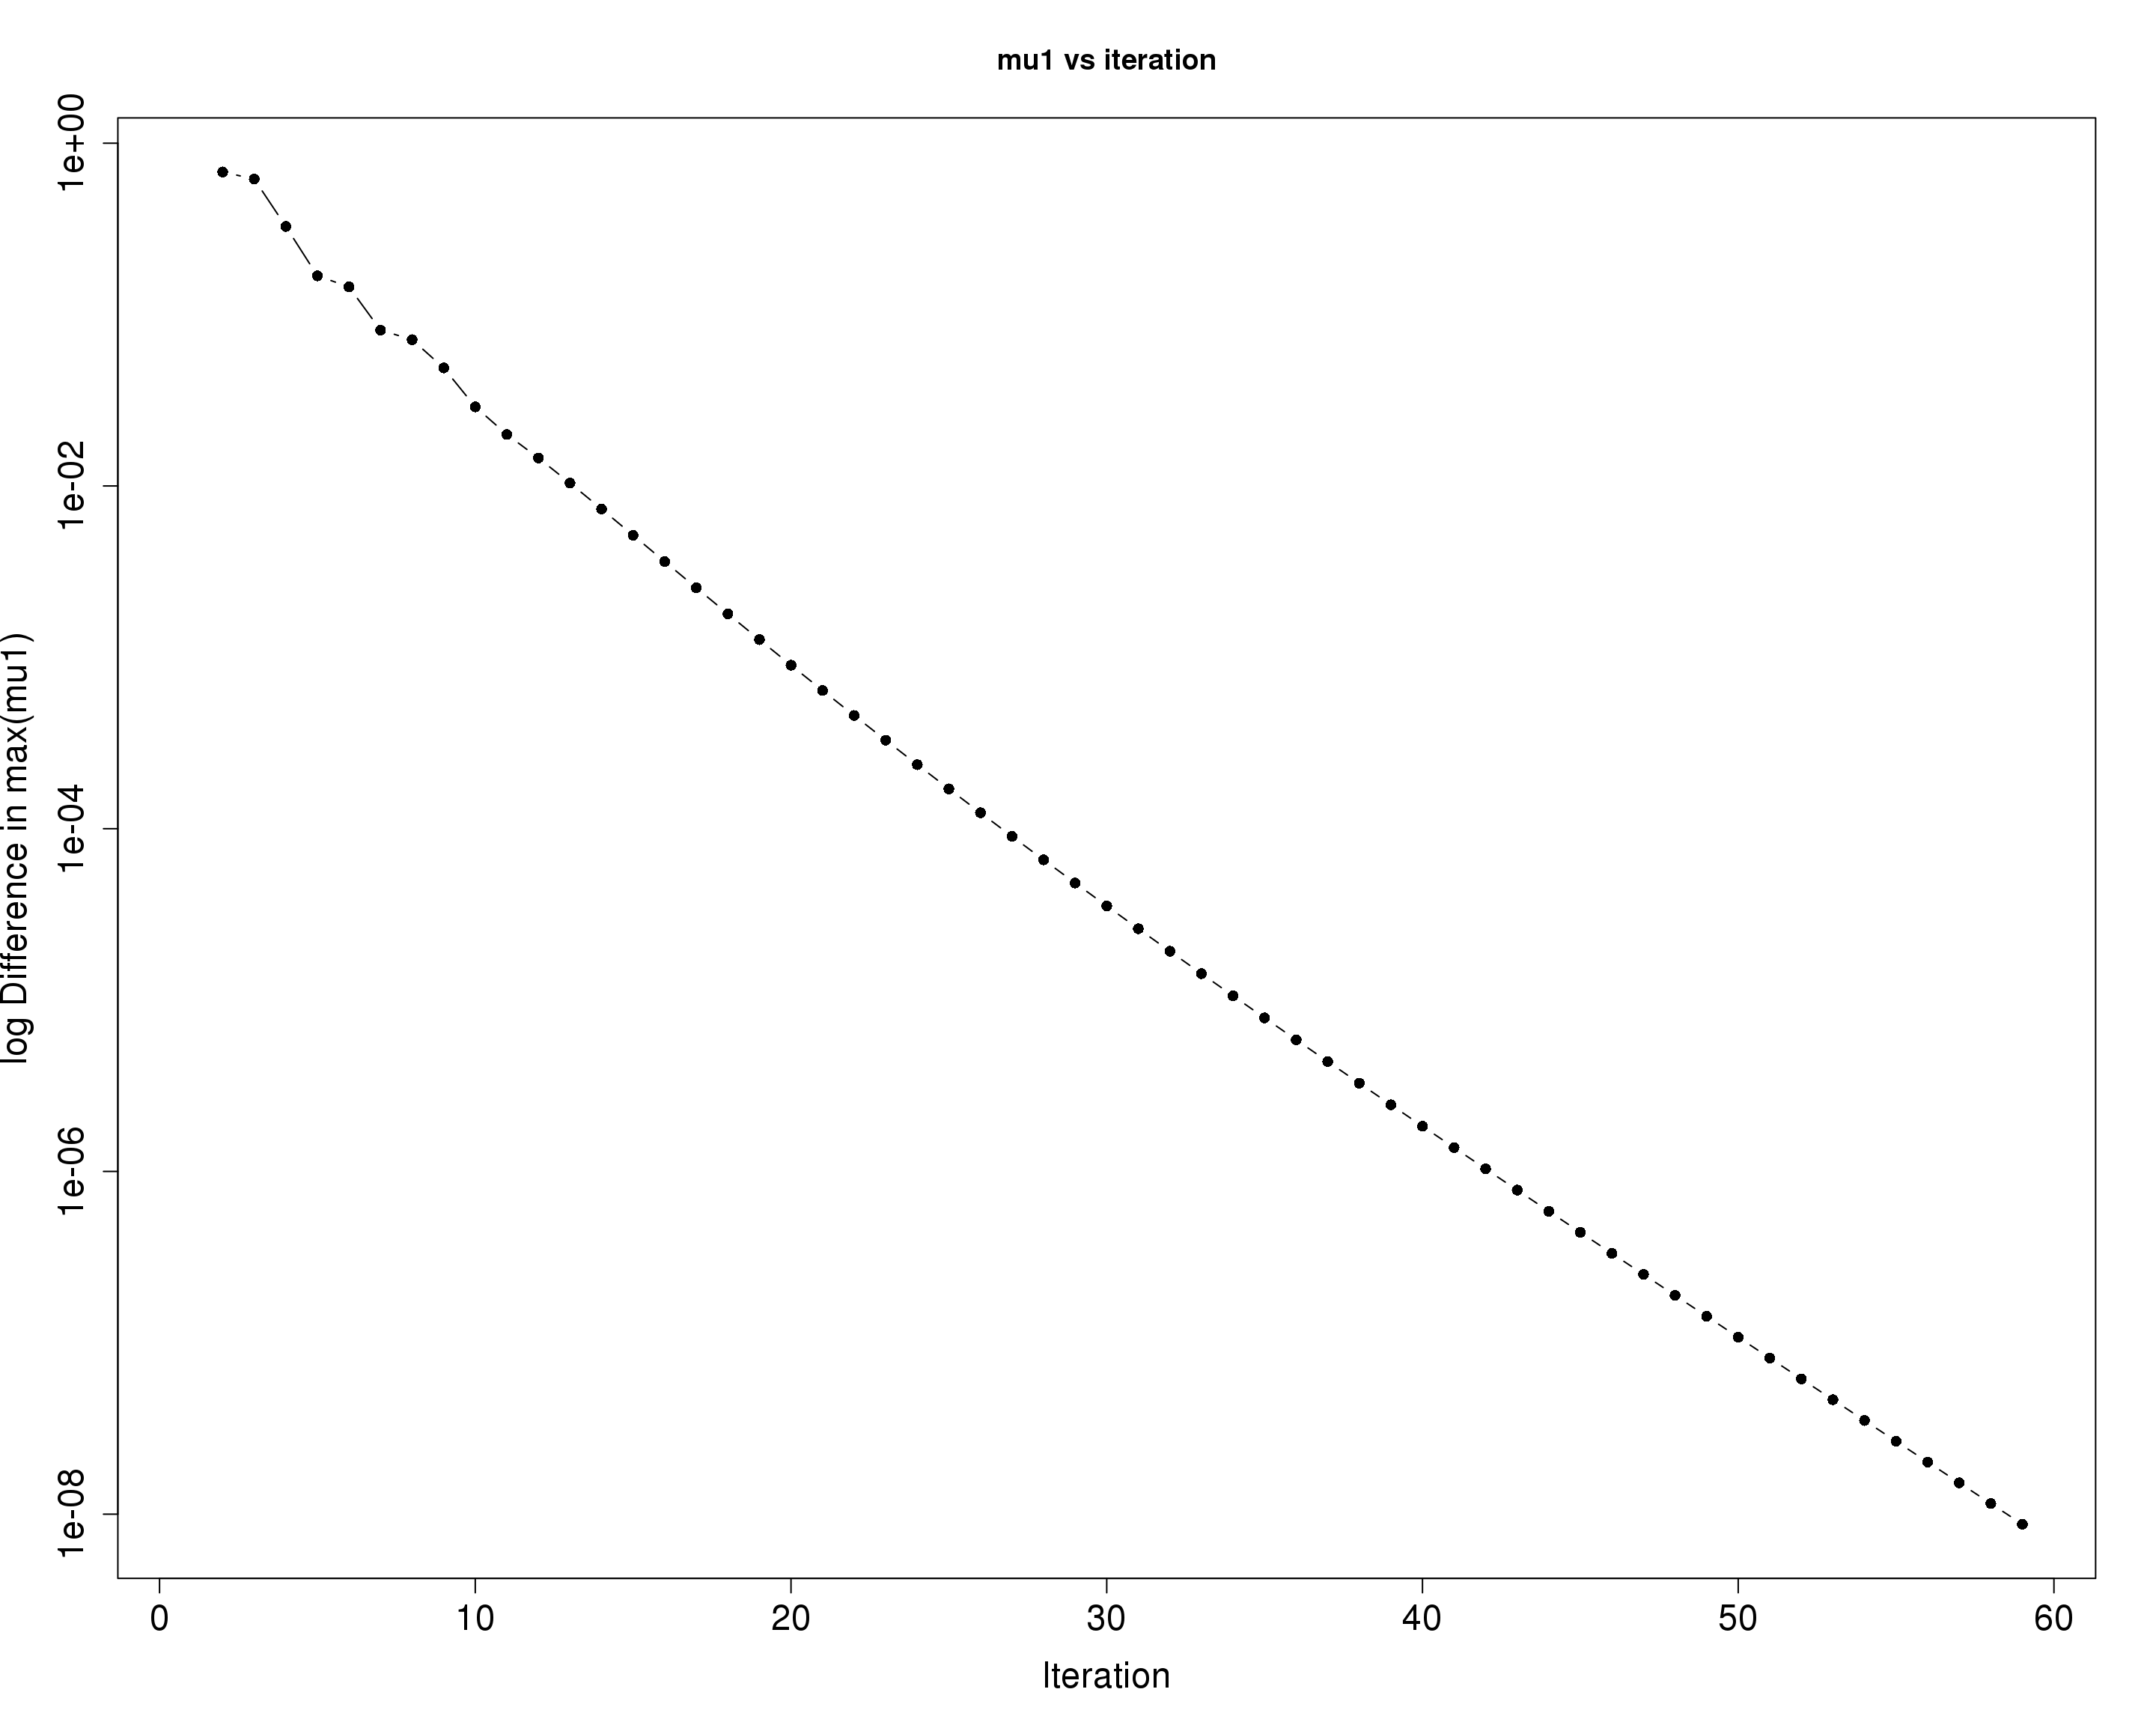 mu1 vs iteration
log Difference in max(mu1)
1e+00
1e-02
1e-04
1e-06
1e-08
0 10 20 30 40 50 60
Iteration